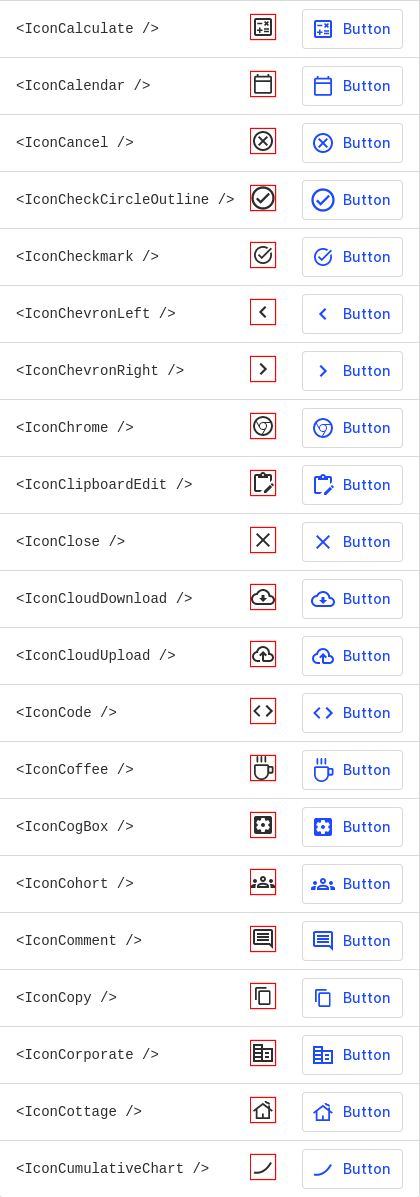 <IconCalculate /> Button
<IconCalendar /> Button
<IconCancel /> Button
<IconCheckCircleOutline /> Button
<IconCheckmark /> Button
<IconChevronLeft /> Button
<IconChevronRight /> Button
<IconChrome /> Button
<IconClipboardEdit /> Button
<IconClose /> Button
<IconCloudDownload /> Button
<IconCloudUpload /> Button
<IconCode /> Button
<IconCoffee /> Button
<IconCogBox /> Button
<IconCohort /> Button
<IconComment /> Button
<IconCopy /> Button
<IconCorporate /> Button
<IconCottage /> Button
<IconCumulativeChart /> Button